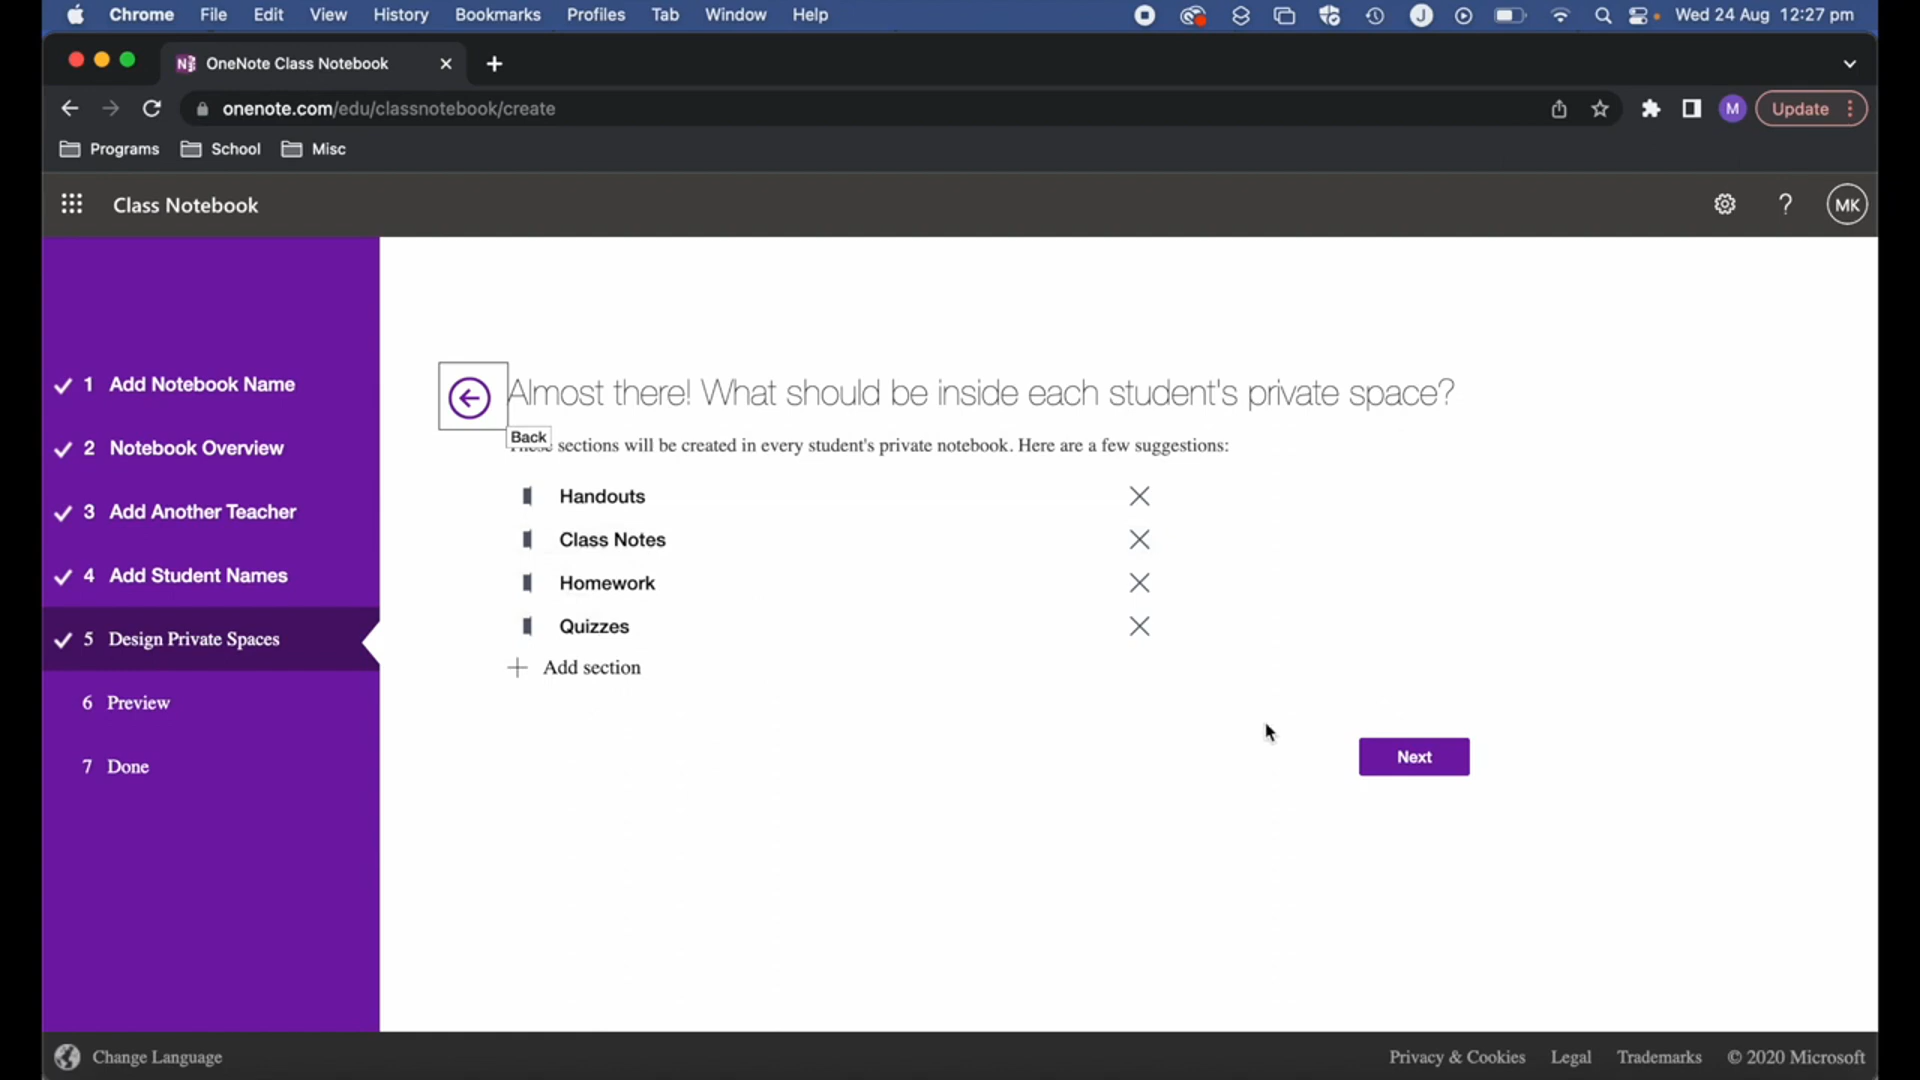 Chrome File Edit View History Bookmarks Profiles Tab Window Help J Wed 24 Aug 12:27 pm
N OneNote Class Notebook
onenote.com/edu/classnotebook/create M Update
Programs School Misc
Class Notebook ? MK
1 Add Notebook Name
2 Notebook Overview
3 Add Another Teacher
4 Add Student Names
5 Design Private Spaces
6 Preview
7 Done
Almost there! What should be inside each student's private space?
Back
These sections will be created in every student's private notebook. Here are a few suggestions:
Handouts
Class Notes
Homework
Quizzes
Add section
Next
Change Language
Privacy & Cookies Legal Trademarks © 2020 Microsoft